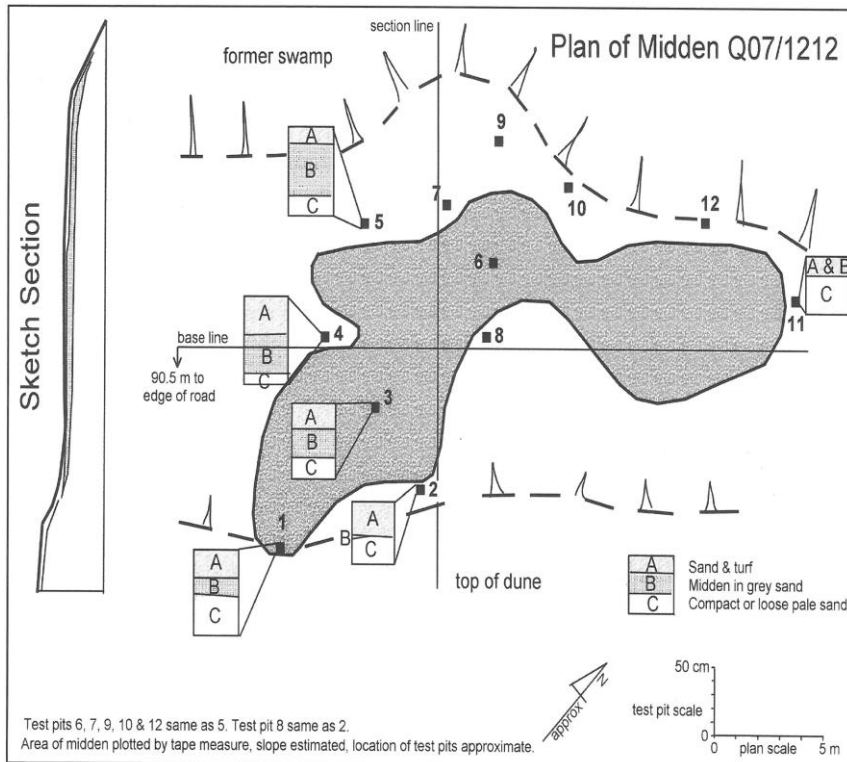 Plan of Midden Q07/1212
section line
former swamp
Sketch Section
9
A
B
C
5
7
10
12
6
A & B
C
11
A
B
C
4
base line
90.5 m to
edge of road
8
3
A
B
C
2
1
B
A
C
A
B
C
top of dune
A Sand & turf
B Midden in grey sand
C Compact or loose pale sand
approx N
50 cm
test pit scale
0 plan scale 5 m
Test pits 6, 7, 9, 10 & 12 same as 5. Test pit 8 same as 2.
Area of midden plotted by tape measure, slope estimated, location of test pits approximate.